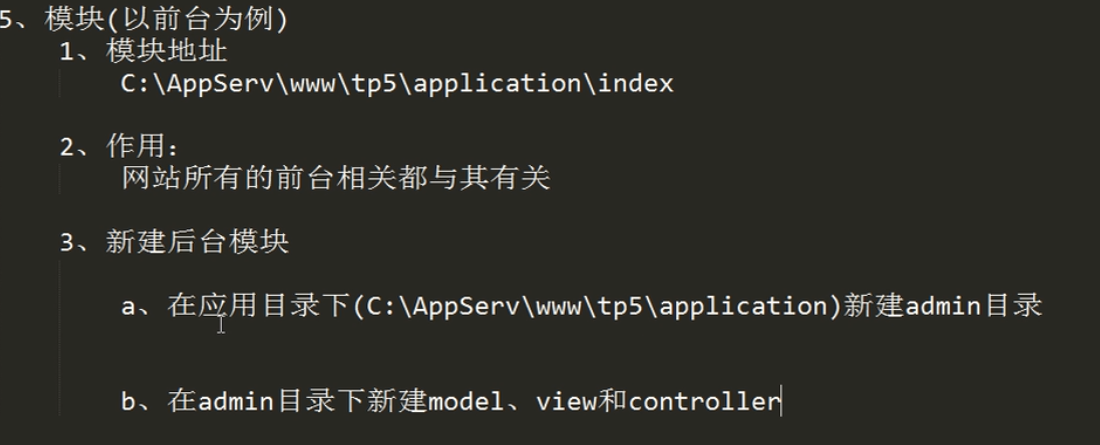 5、模块(以前台为例)
1、模块地址
C:\AppServ\www\tp5\application\index
2、作用:
网站所有的前台相关都与其有关
3、新建后台模块
a、在应用目录下(C:\AppServ\www\tp5\application)新建admin目录
b、在admin目录下新建model、view和controller